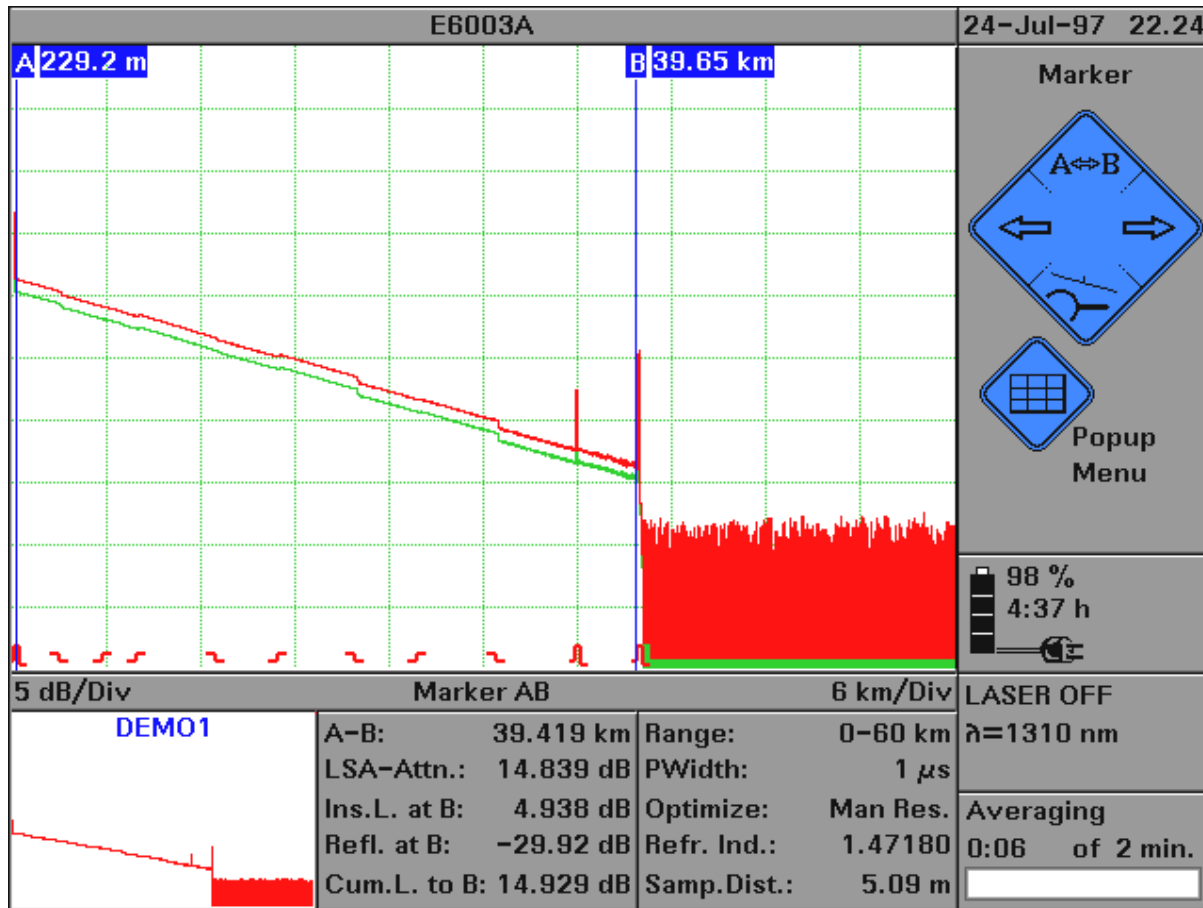 E6003A
24-Jul-97 22.24
A 229.2 m
B 39.65 km
Marker
A⇔B
Popup
Menu
98 %
4:37 h
5 dB/Div Marker AB 6 km/Div
LASER OFF
λ=1310 nm
DEMO1
A-B: 39.419 km
LSA-Attn.: 14.839 dB
Ins.L. at B: 4.938 dB
Refl. at B: -29.92 dB
Cum.L. to B: 14.929 dB
Range: 0-60 km
PWidth: 1 µs
Optimize: Man Res.
Refr. Ind.: 1.47180
Samp.Dist.: 5.09 m
Averaging
0:06 of 2 min.